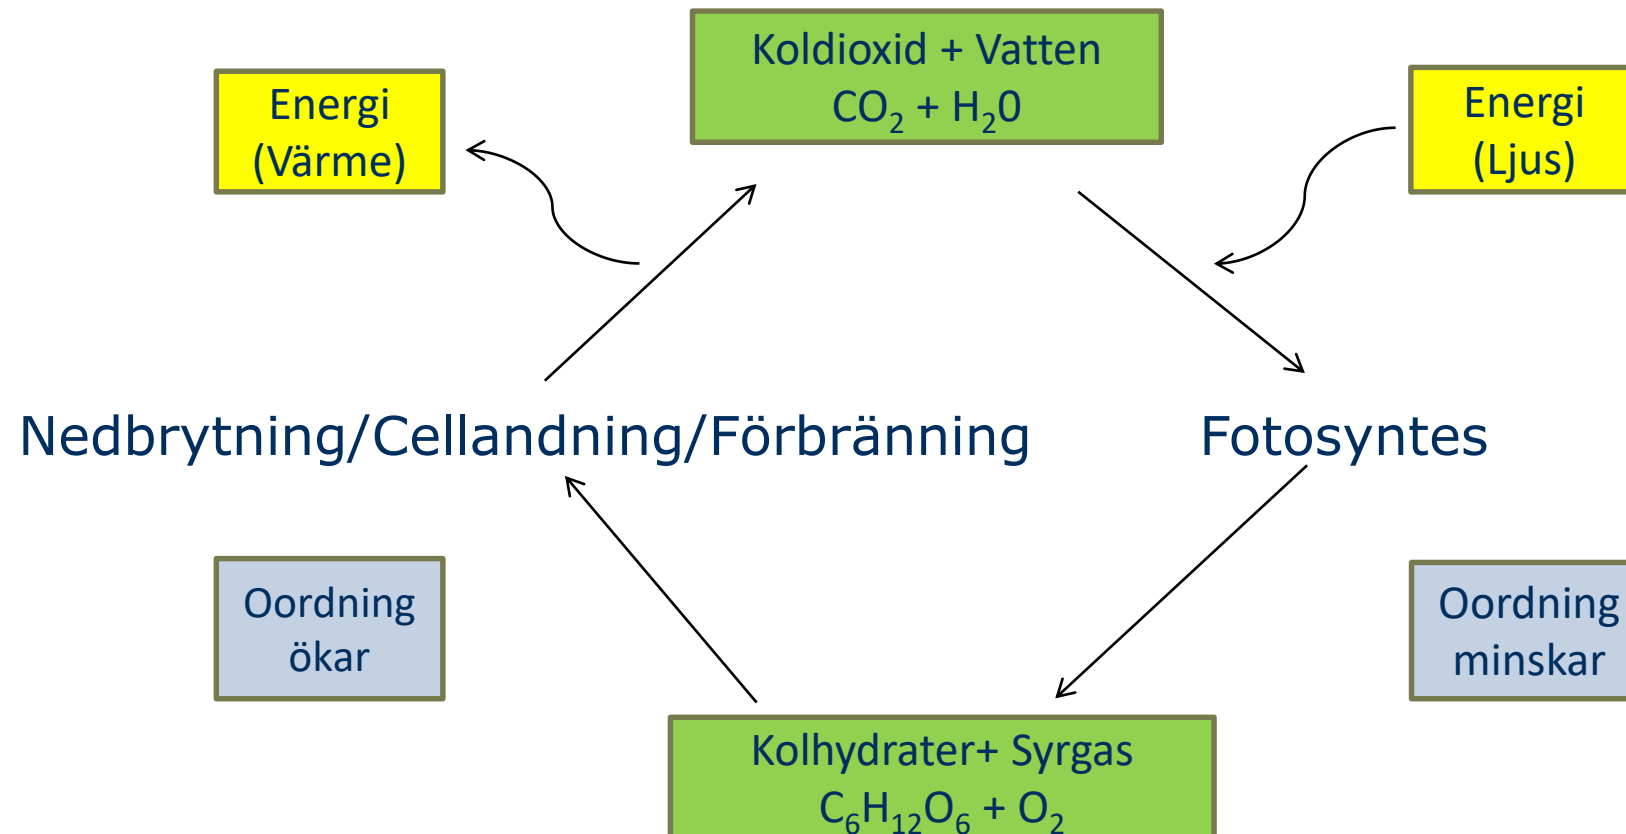 Koldioxid + Vatten
CO₂ + H₂0
Energi
(Värme)
Energi
(Ljus)
Nedbrytning/Cellandning/Förbränning
Fotosyntes
Oordning
ökar
Oordning
minskar
Kolhydrater+ Syrgas
C₆H₁₂O₆ + O₂